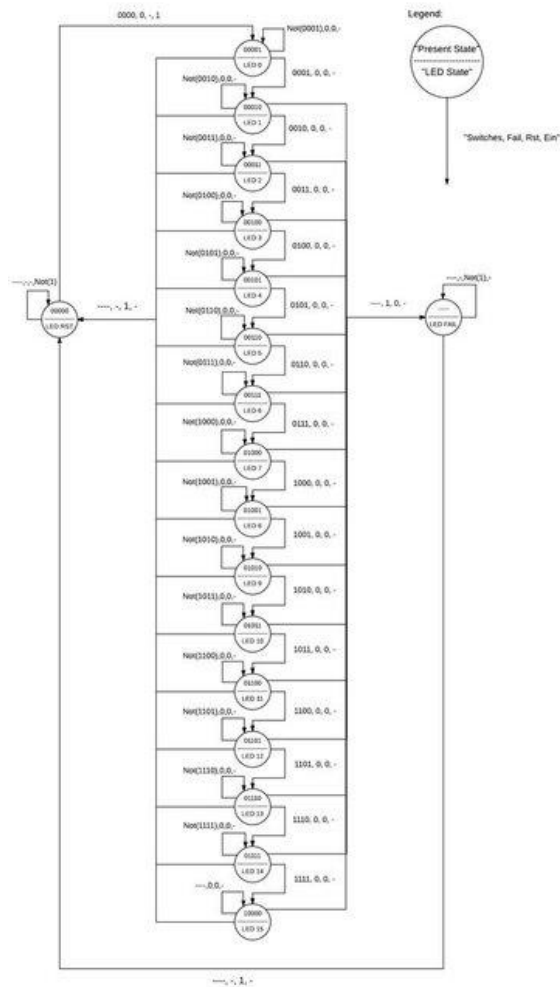 Legend:
"Present State"
"LED State"
"Switches, Fail, Rst, Ein"
0000, 0, -, 1
Not(0001),0,0,-
00001
LED 0
0001, 0, 0, -
Not(0010),0,0,-
00010
LED 1
0010, 0, 0, -
Not(0011),0,0,-
00011
LED 2
0011, 0, 0, -
Not(0100),0,0,-
00100
LED 3
0100, 0, 0, -
Not(0101),0,0,-
00101
LED 4
0101, 0, 0, -
Not(0110),0,0,-
00110
LED 5
0110, 0, 0, -
Not(0111),0,0,-
00111
LED 6
0111, 0, 0, -
Not(1000),0,0,-
01000
LED 7
1000, 0, 0, -
Not(1001),0,0,-
01001
LED 8
1001, 0, 0, -
Not(1010),0,0,-
01010
LED 9
1010, 0, 0, -
Not(1011),0,0,-
01011
LED 10
1011, 0, 0, -
Not(1100),0,0,-
01100
LED 11
1100, 0, 0, -
Not(1101),0,0,-
01101
LED 12
1101, 0, 0, -
Not(1110),0,0,-
01110
LED 13
1110, 0, 0, -
Not(1111),0,0,-
LED 14
1111, 0, 0, -
----,0,0,-
10000
LED 15
----,-,-,Not(1)
00000
LED RST
----, -, 1, -
---, 1, 0, -
----,-,Not(1),-
LED FAIL
----, -, 1, -